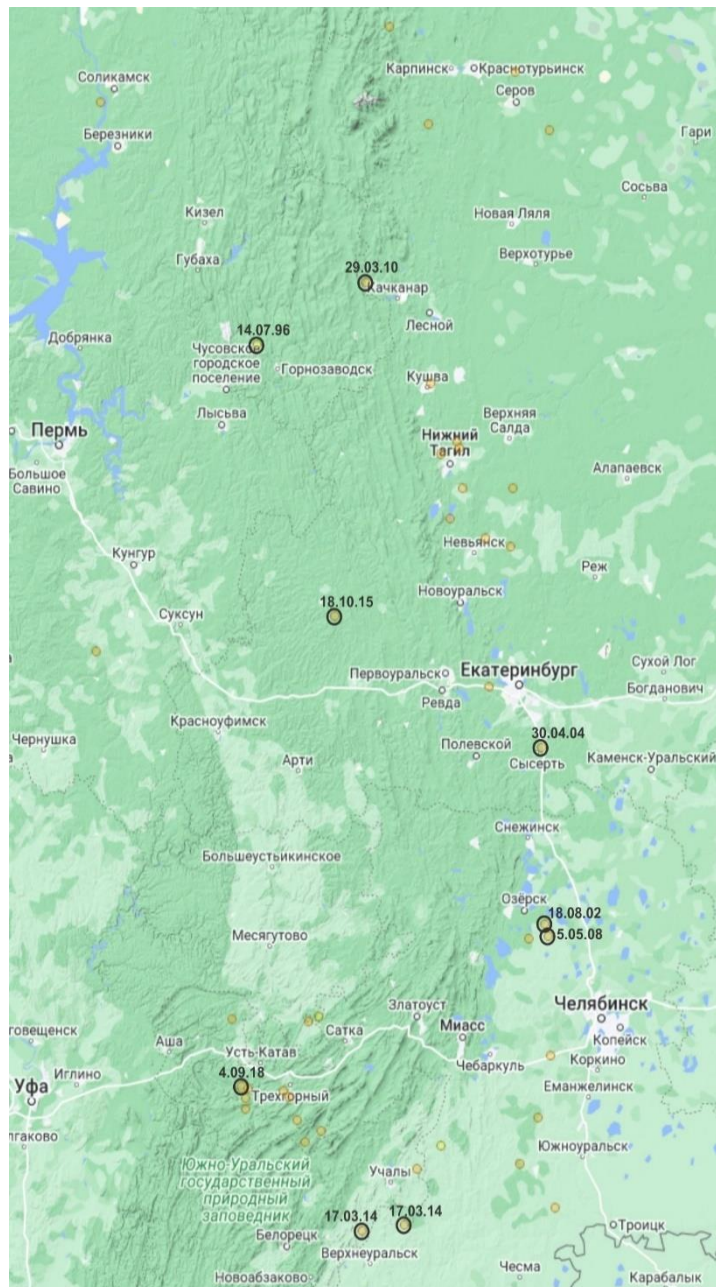 Карпинск
Краснотурьинск
Соликамск
Серов
Березники
Гари
Сосьва
Кизел
Новая Ляля
Губаха
Верхотурье
29.03.10
Качканар
Лесной
14.07.96
Добрянка
Чусовское
городское
поселение
Горнозаводск
Кушва
Лысьва
Верхняя
Салда
Пермь
Нижний
Тагил
Большое
Савино
Алапаевск
Невьянск
Кунгур
Реж
Новоуральск
18.10.15
Суксун
Первоуральск
Екатеринбург
Сухой Лог
Ревда
Богданович
Красноуфимск
30.04.04
Чернушка
Полевской
Арти
Сысерть
Каменск-Уральский
Снежинск
Большеустьикинское
Озёрск
18.08.02
5.05.08
Месягутово
Златоуст
Челябинск
говещенск
Аша
Сатка
Миасс
Копейск
Усть-Катав
Чебаркуль
Коркино
Иглино
4.09.18
Уфа
Трехгорный
Еманжелинск
лгаково
Южноуральск
Южно-Уральский
государственный
природный
заповедник
Учалы
17.03.14
17.03.14
Троицк
Белорецк
Верхнеуральск
Чесма
Новоабзаково
Карабалык